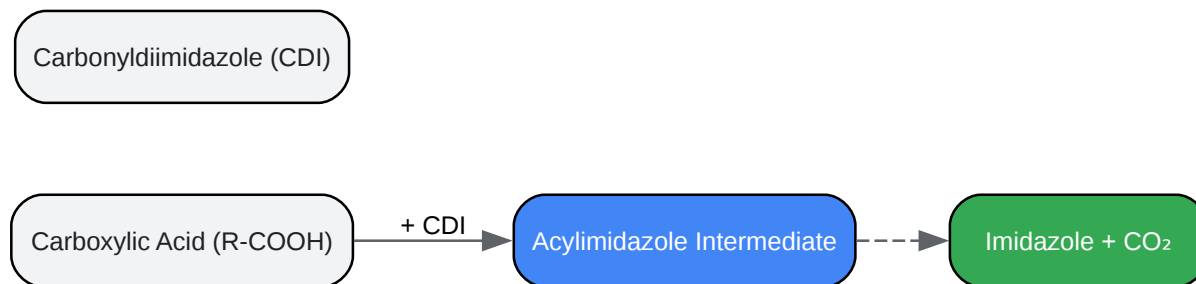 Carbonyldiimidazole (CDI)
Carboxylic Acid (R-COOH)
+ CDI
Acylimidazole Intermediate
Imidazole + CO₂